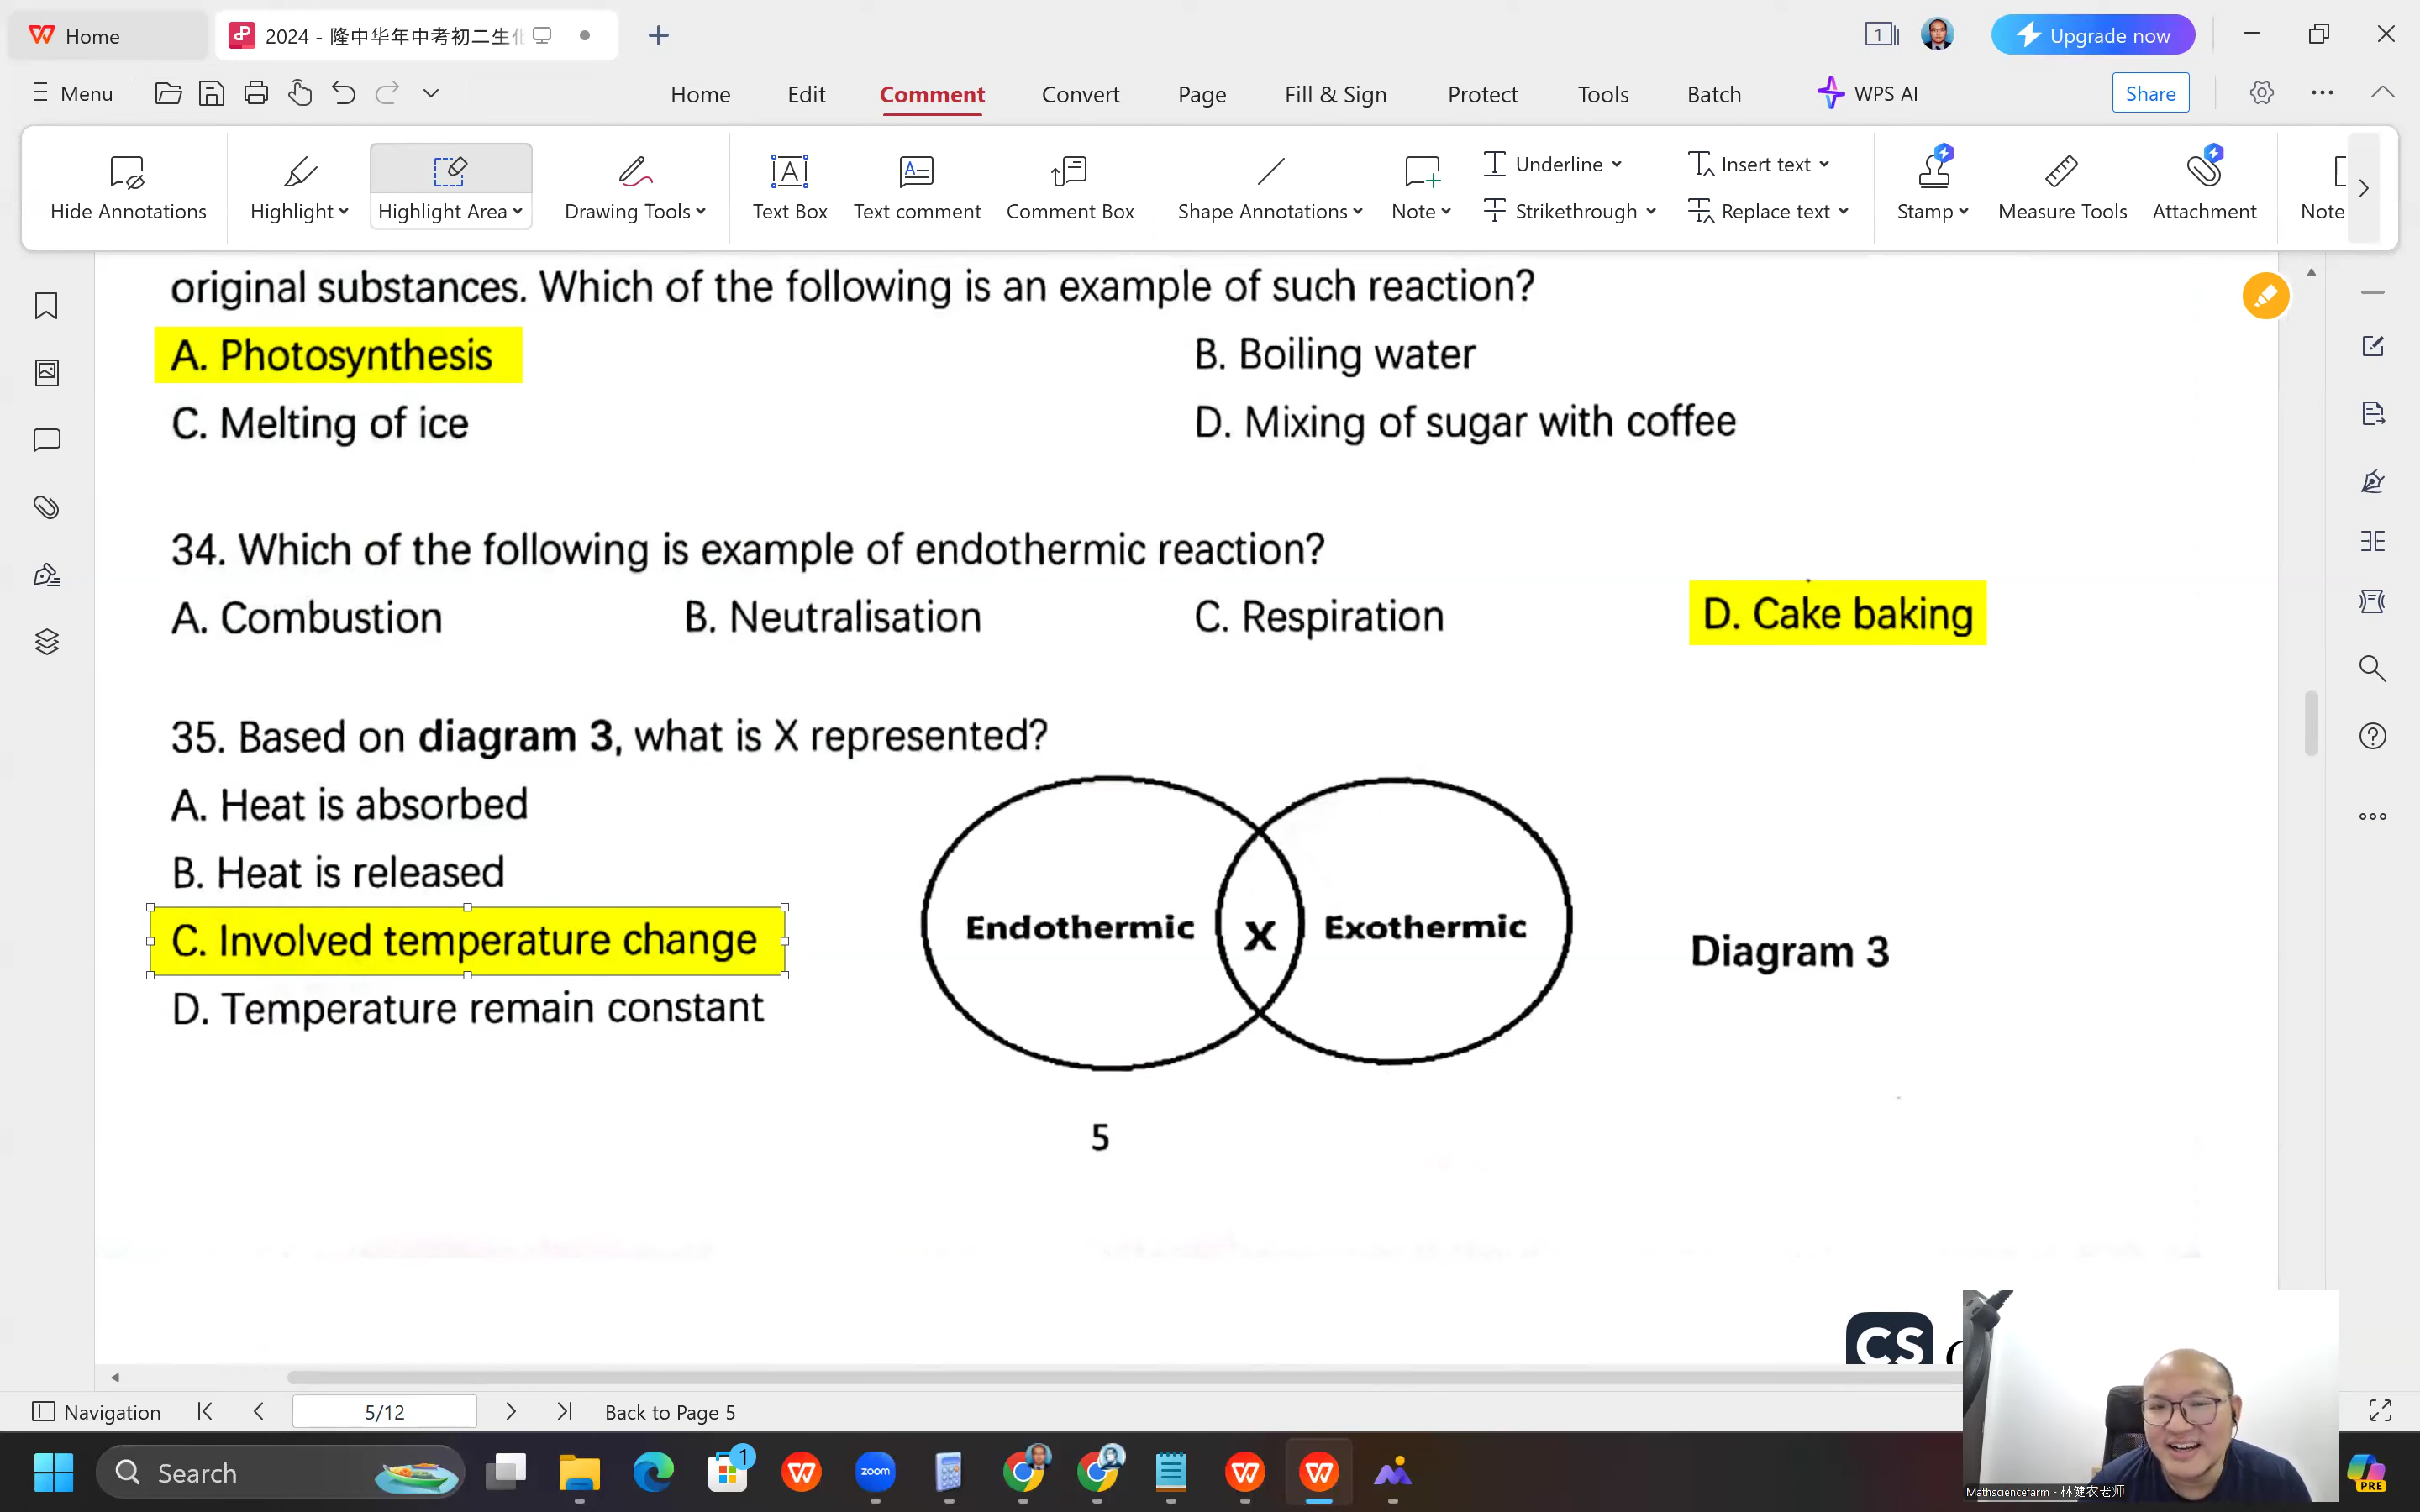 Home
2024 - 隆中华年中考初二生化
Upgrade now
Menu
Home Edit Comment Convert Page Fill & Sign Protect Tools Batch WPS AI
Share
Hide Annotations
Highlight
Highlight Area
Drawing Tools
Text Box
Text comment
Comment Box
Shape Annotations
Note
Underline
Strikethrough
Insert text
Replace text
Stamp
Measure Tools
Attachment
Note
original substances. Which of the following is an example of such reaction?
A. Photosynthesis B. Boiling water
C. Melting of ice D. Mixing of sugar with coffee
34. Which of the following is example of endothermic reaction?
A. Combustion B. Neutralisation C. Respiration D. Cake baking
35. Based on diagram 3, what is X represented?
A. Heat is absorbed
B. Heat is released
C. Involved temperature change
D. Temperature remain constant
Endothermic X Exothermic
Diagram 3
5
CS
Navigation 5/12 Back to Page 5
Search
1
zoom
Mathsciencefarm - 林健农老师
PRE